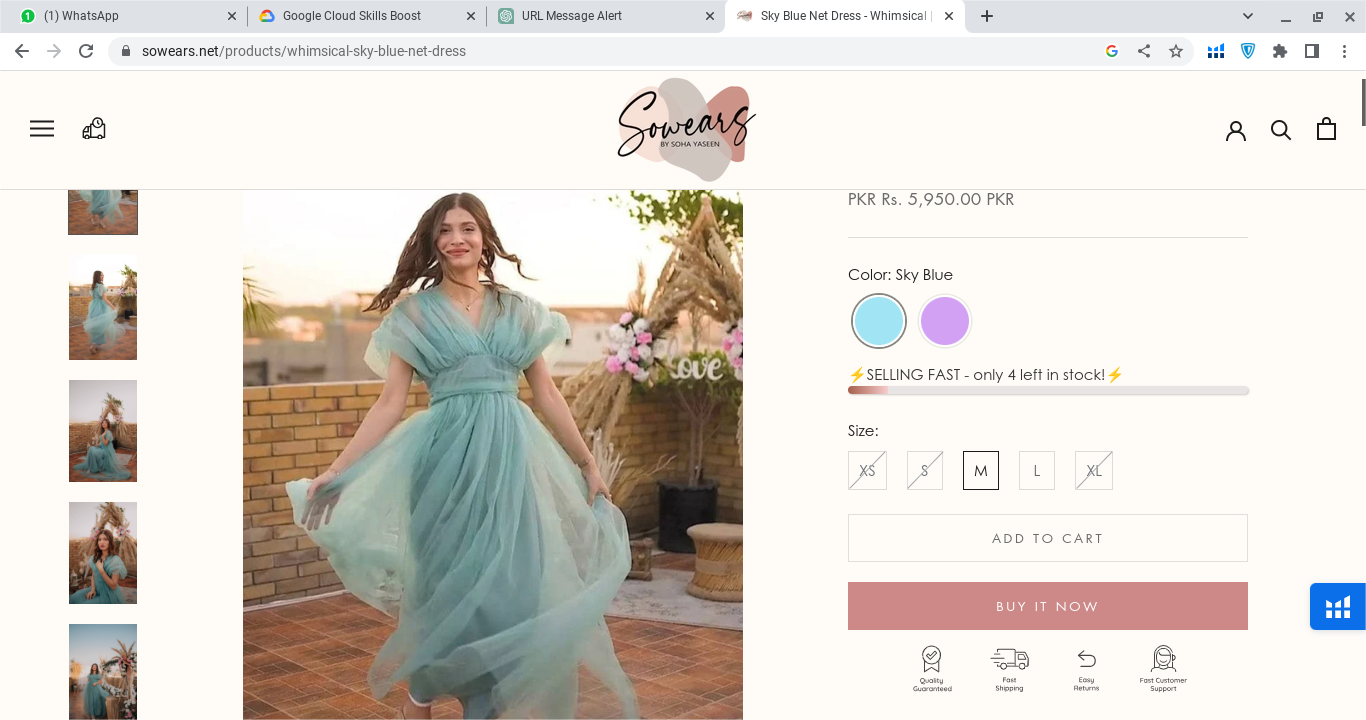 (1) WhatsApp
Google Cloud Skills Boost
URL Message Alert
Sky Blue Net Dress - Whimsical |
sowears.net/products/whimsical-sky-blue-net-dress
Sowears
BY SOHA YASEEN
PKR Rs. 5,950.00 PKR
Color: Sky Blue
love
⚡SELLING FAST - only 4 left in stock!⚡
Size:
XS S M L XL
ADD TO CART
BUY IT NOW
Quality Guaranteed
Fast Shipping
Easy Returns
Fast Customer Support